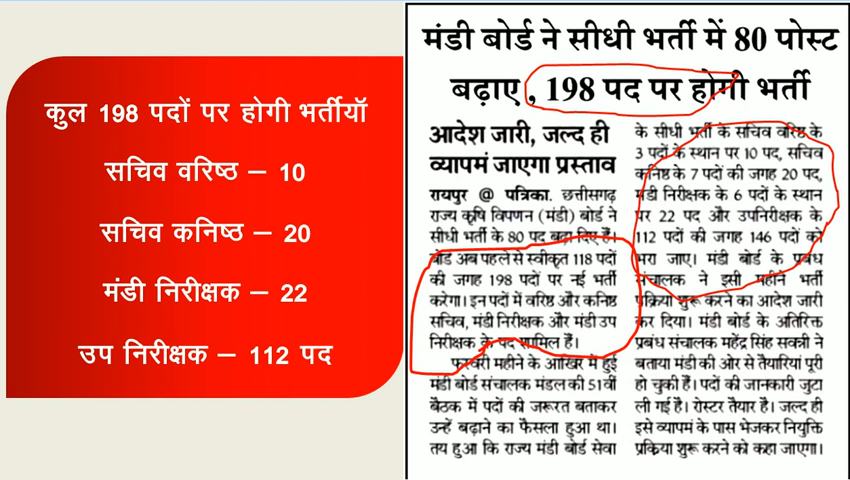 कुल 198 पदों पर होगी भर्तीयॉ
सचिव वरिष्ठ – 10
सचिव कनिष्ठ – 20
मंडी निरीक्षक – 22
उप निरीक्षक – 112 पद
मंडी बोर्ड ने सीधी भर्ती में 80 पोस्ट
बढ़ाए , 198 पद पर होगी भर्ती
आदेश जारी, जल्द ही
व्यापमं जाएगा प्रस्ताव
रायपुर @ पत्रिका. छत्तीसगढ़
राज्य कृषि विपणन (मंडी) बोर्ड ने
सीधी भर्ती के 80 पद बढ़ा दिए हैं।
बोर्ड अब पहले से स्वीकृत 118 पदों
की जगह 198 पदों पर नई भर्ती
करेगा। इन पदों में वरिष्ठ और कनिष्ठ
सचिव, मंडी निरीक्षक और मंडी उप
निरीक्षक के पद शामिल हैं।
फरवरी महीने के आखिर में हुई
मंडी बोर्ड संचालक मंडल की 51वीं
बैठक में पदों की जरूरत बताकर
उन्हें बढ़ाने का फैसला हुआ था।
तय हुआ कि राज्य मंडी बोर्ड सेवा
के सीधी भर्ती के सचिव वरिष्ठ के
3 पदों के स्थान पर 10 पद, सचिव
कनिष्ठ के 7 पदों की जगह 20 पद,
मंडी निरीक्षक के 6 पदों के स्थान
पर 22 पद और उपनिरीक्षक के
112 पदों की जगह 146 पदों को
भरा जाए। मंडी बोर्ड के प्रबंध
संचालक ने इसी महीने भर्ती
प्रक्रिया शुरू करने का आदेश जारी
कर दिया। मंडी बोर्ड के अतिरिक्त
प्रबंध संचालक महेंद्र सिंह सवन्नी ने
बताया मंडी की ओर से तैयारियां पूरी
हो चुकी हैं। पदों की जानकारी जुटा
ली गई है। रोस्टर तैयार है। जल्द ही
इसे व्यापमं के पास भेजकर नियुक्ति
प्रक्रिया शुरू करने को कहा जाएगा।